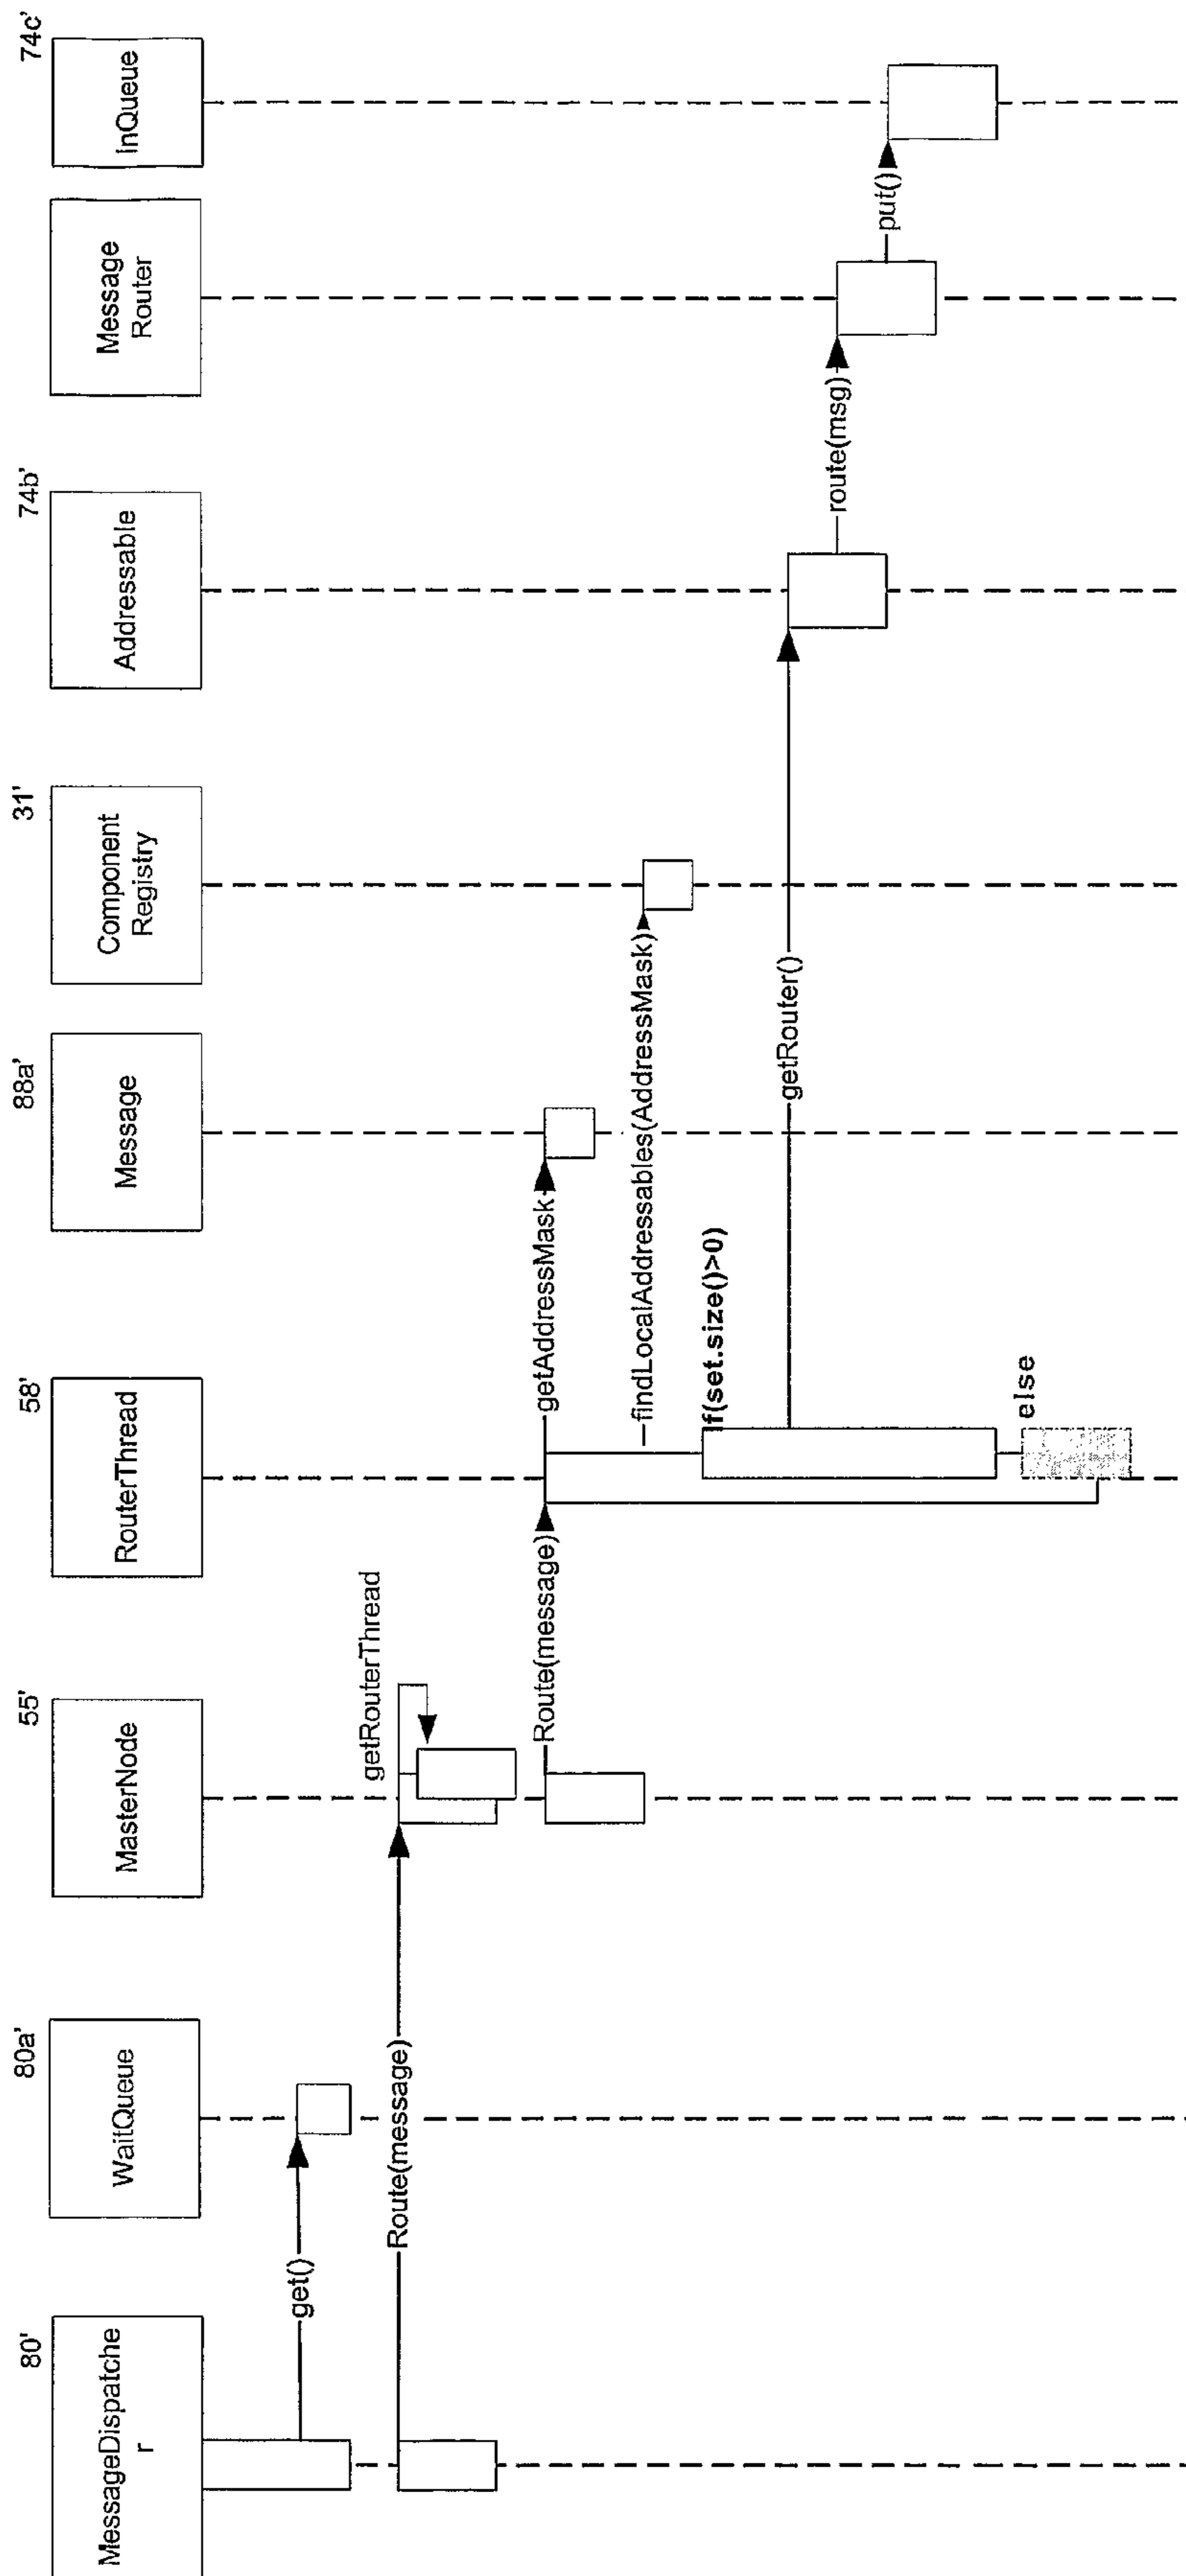 80'
80a'
55'
58'
88a'
31'
74b'
74c'
MessageDispatche
r
WaitQueue
MasterNode
RouterThread
Message
Component
Registry
Addressable
Message
Router
inQueue
get()
getRouterThread
Route(message)
Route(message)
getAddressMask
findLocalAddressables(AddressMask)
If(set.size()>0)
getRouter()
route(msg)
put()
else